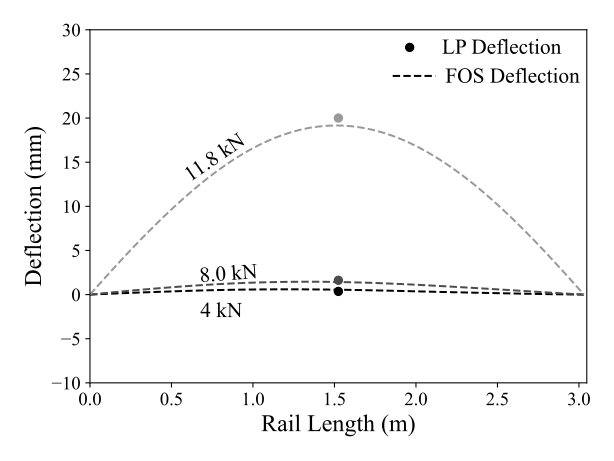 30
25
20
15
10
5
0
−5
−10
Deflection (mm)
LP Deflection
FOS Deflection
11.8 kN
8.0 kN
4 kN
0.0 0.5 1.0 1.5 2.0 2.5 3.0
Rail Length (m)